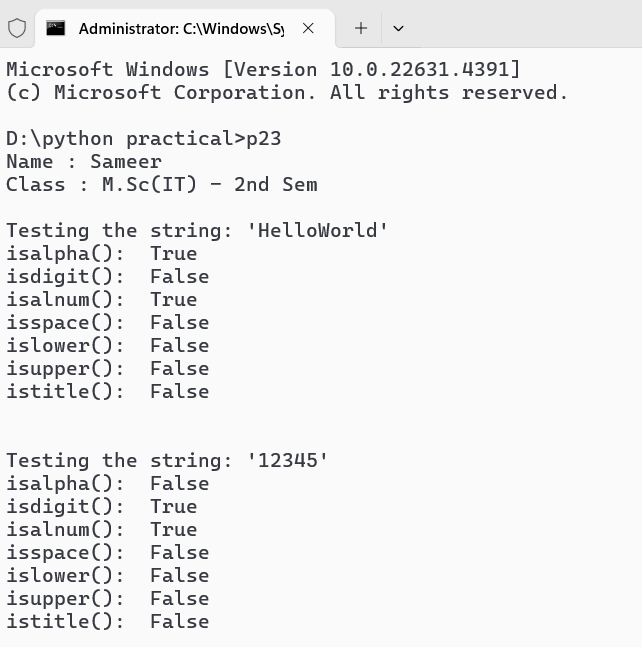 Administrator: C:\Windows\Sy
Microsoft Windows [Version 10.0.22631.4391]
(c) Microsoft Corporation. All rights reserved.
D:\python practical>p23
Name : Sameer
Class : M.Sc(IT) - 2nd Sem
Testing the string: 'HelloWorld'
isalpha():  True
isdigit():  False
isalnum():  True
isspace():  False
islower():  False
isupper():  False
istitle():  False
Testing the string: '12345'
isalpha():  False
isdigit():  True
isalnum():  True
isspace():  False
islower():  False
isupper():  False
istitle():  False